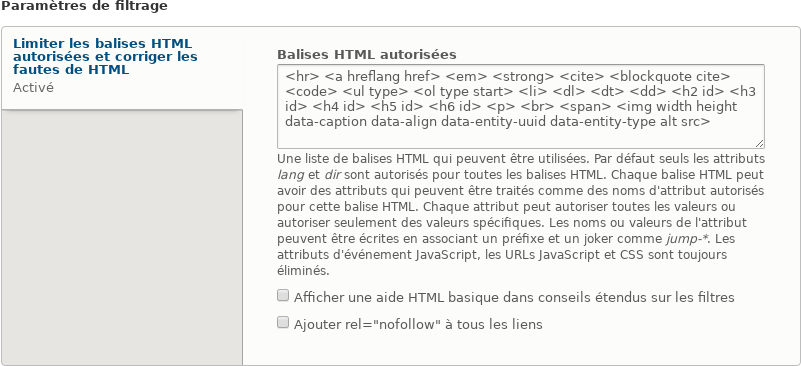 Paramètres de filtrage
Limiter les balises HTML
autorisées et corriger les
fautes de HTML
Activé
Balises HTML autorisées
<hr> <a hreflang href> <em> <strong> <cite> <blockquote cite>
<code> <ul type> <ol type start> <li> <dl> <dt> <dd> <h2 id> <h3
id> <h4 id> <h5 id> <h6 id> <p> <br> <span> <img width height
data-caption data-align data-entity-uuid data-entity-type alt src>
Une liste de balises HTML qui peuvent être utilisées. Par défaut seuls les attributs
lang et dir sont autorisés pour toutes les balises HTML. Chaque balise HTML peut
avoir des attributs qui peuvent être traités comme des noms d'attribut autorisés
pour cette balise HTML. Chaque attribut peut autoriser toutes les valeurs ou
autoriser seulement des valeurs spécifiques. Les noms ou valeurs de l'attribut
peuvent être écrites en associant un préfixe et un joker comme jump-*. Les
attributs d'événement JavaScript, les URLs JavaScript et CSS sont toujours
éliminés.
Afficher une aide HTML basique dans conseils étendus sur les filtres
Ajouter rel="nofollow" à tous les liens